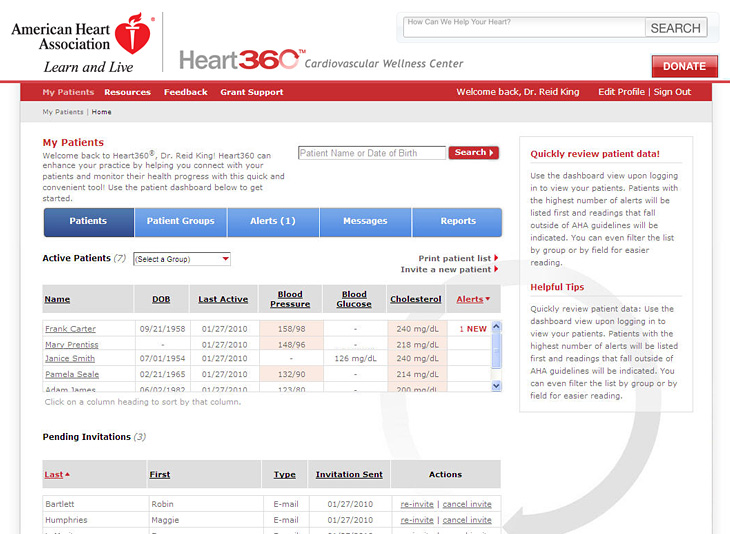 American Heart Association®
Learn and Live
Heart360™ Cardiovascular Wellness Center
How Can We Help Your Heart?
SEARCH
DONATE
My Patients Resources Feedback Grant Support
Welcome back, Dr. Reid King Edit Profile | Sign Out
My Patients | Home
My Patients
Welcome back to Heart360®, Dr. Reid King! Heart360 can
enhance your practice by helping you connect with your
patients and monitor their health progress with this quick and
convenient tool! Use the patient dashboard below to get
started.
Patient Name or Date of Birth
Search
Patients Patient Groups Alerts (1) Messages Reports
Active Patients (7) (Select a Group)
Print patient list
Invite a new patient
Name DOB Last Active Blood Pressure Blood Glucose Cholesterol Alerts
Frank Carter 09/21/1958 01/27/2010 158/98 - 240 mg/dL 1 NEW
Mary Prentiss - 01/27/2010 148/96 - 218 mg/dL
Janice Smith 07/01/1954 01/27/2010 - 126 mg/dL 240 mg/dL
Pamela Seale 02/21/1965 01/27/2010 132/90 - 214 mg/dL
Adam James 06/02/1982 01/27/2010 123/80 - 200 mg/dL
Click on a column heading to sort by that column.
Pending Invitations (3)
Last First Type Invitation Sent Actions
Bartlett Robin E-mail 01/27/2010 re-invite | cancel invite
Humphries Maggie E-mail 01/27/2010 re-invite | cancel invite
Quickly review patient data!
Use the dashboard view upon logging
in to view your patients. Patients with
the highest number of alerts will be
listed first and readings that fall
outside of AHA guidelines will be
indicated. You can even filter the list
by group or by field for easier
reading.
Helpful Tips
Quickly review patient data: Use the
dashboard view upon logging in to
view your patients. Patients with the
highest number of alerts will be listed
first and readings that fall outside of
AHA guidelines will be indicated. You
can even filter the list by group or by
field for easier reading.